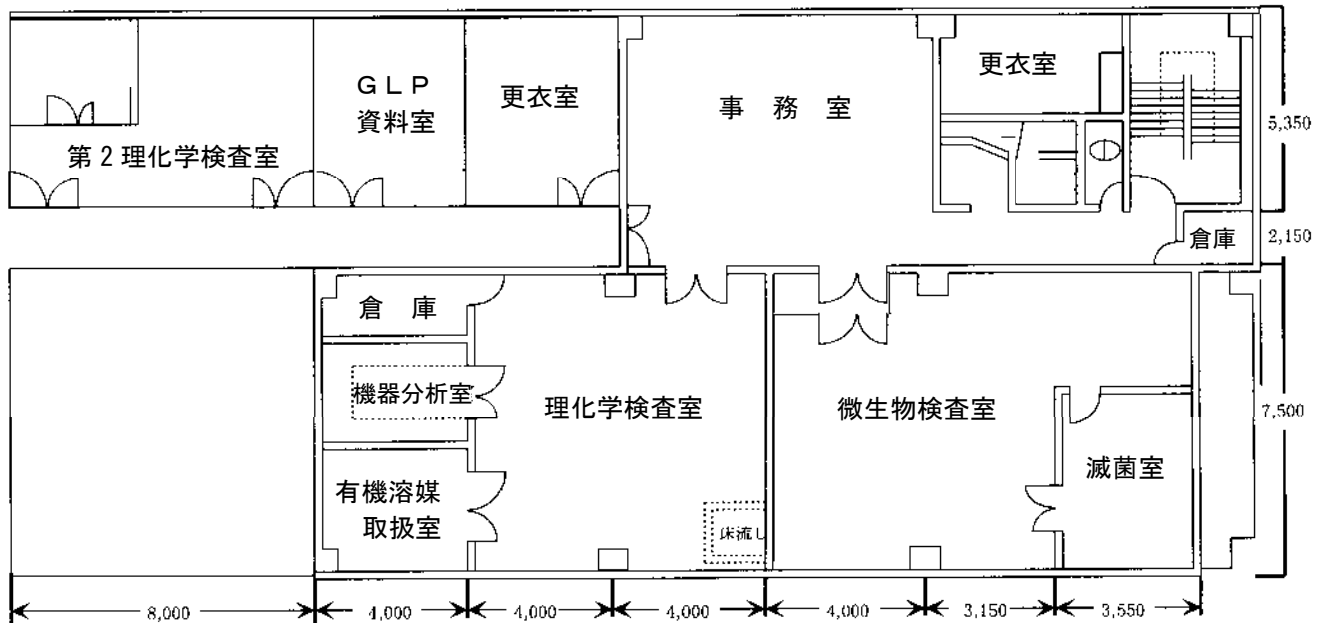 ＧＬＰ
資料室
更衣室
事　務　室
更衣室
5,350
第２理化学検査室
倉庫
2,150
倉　庫
機器分析室
理化学検査室
微生物検査室
7,500
滅菌室
有機溶媒
取扱室
床流し
8,000
4,000
4,000
4,000
4,000
3,150
3,550